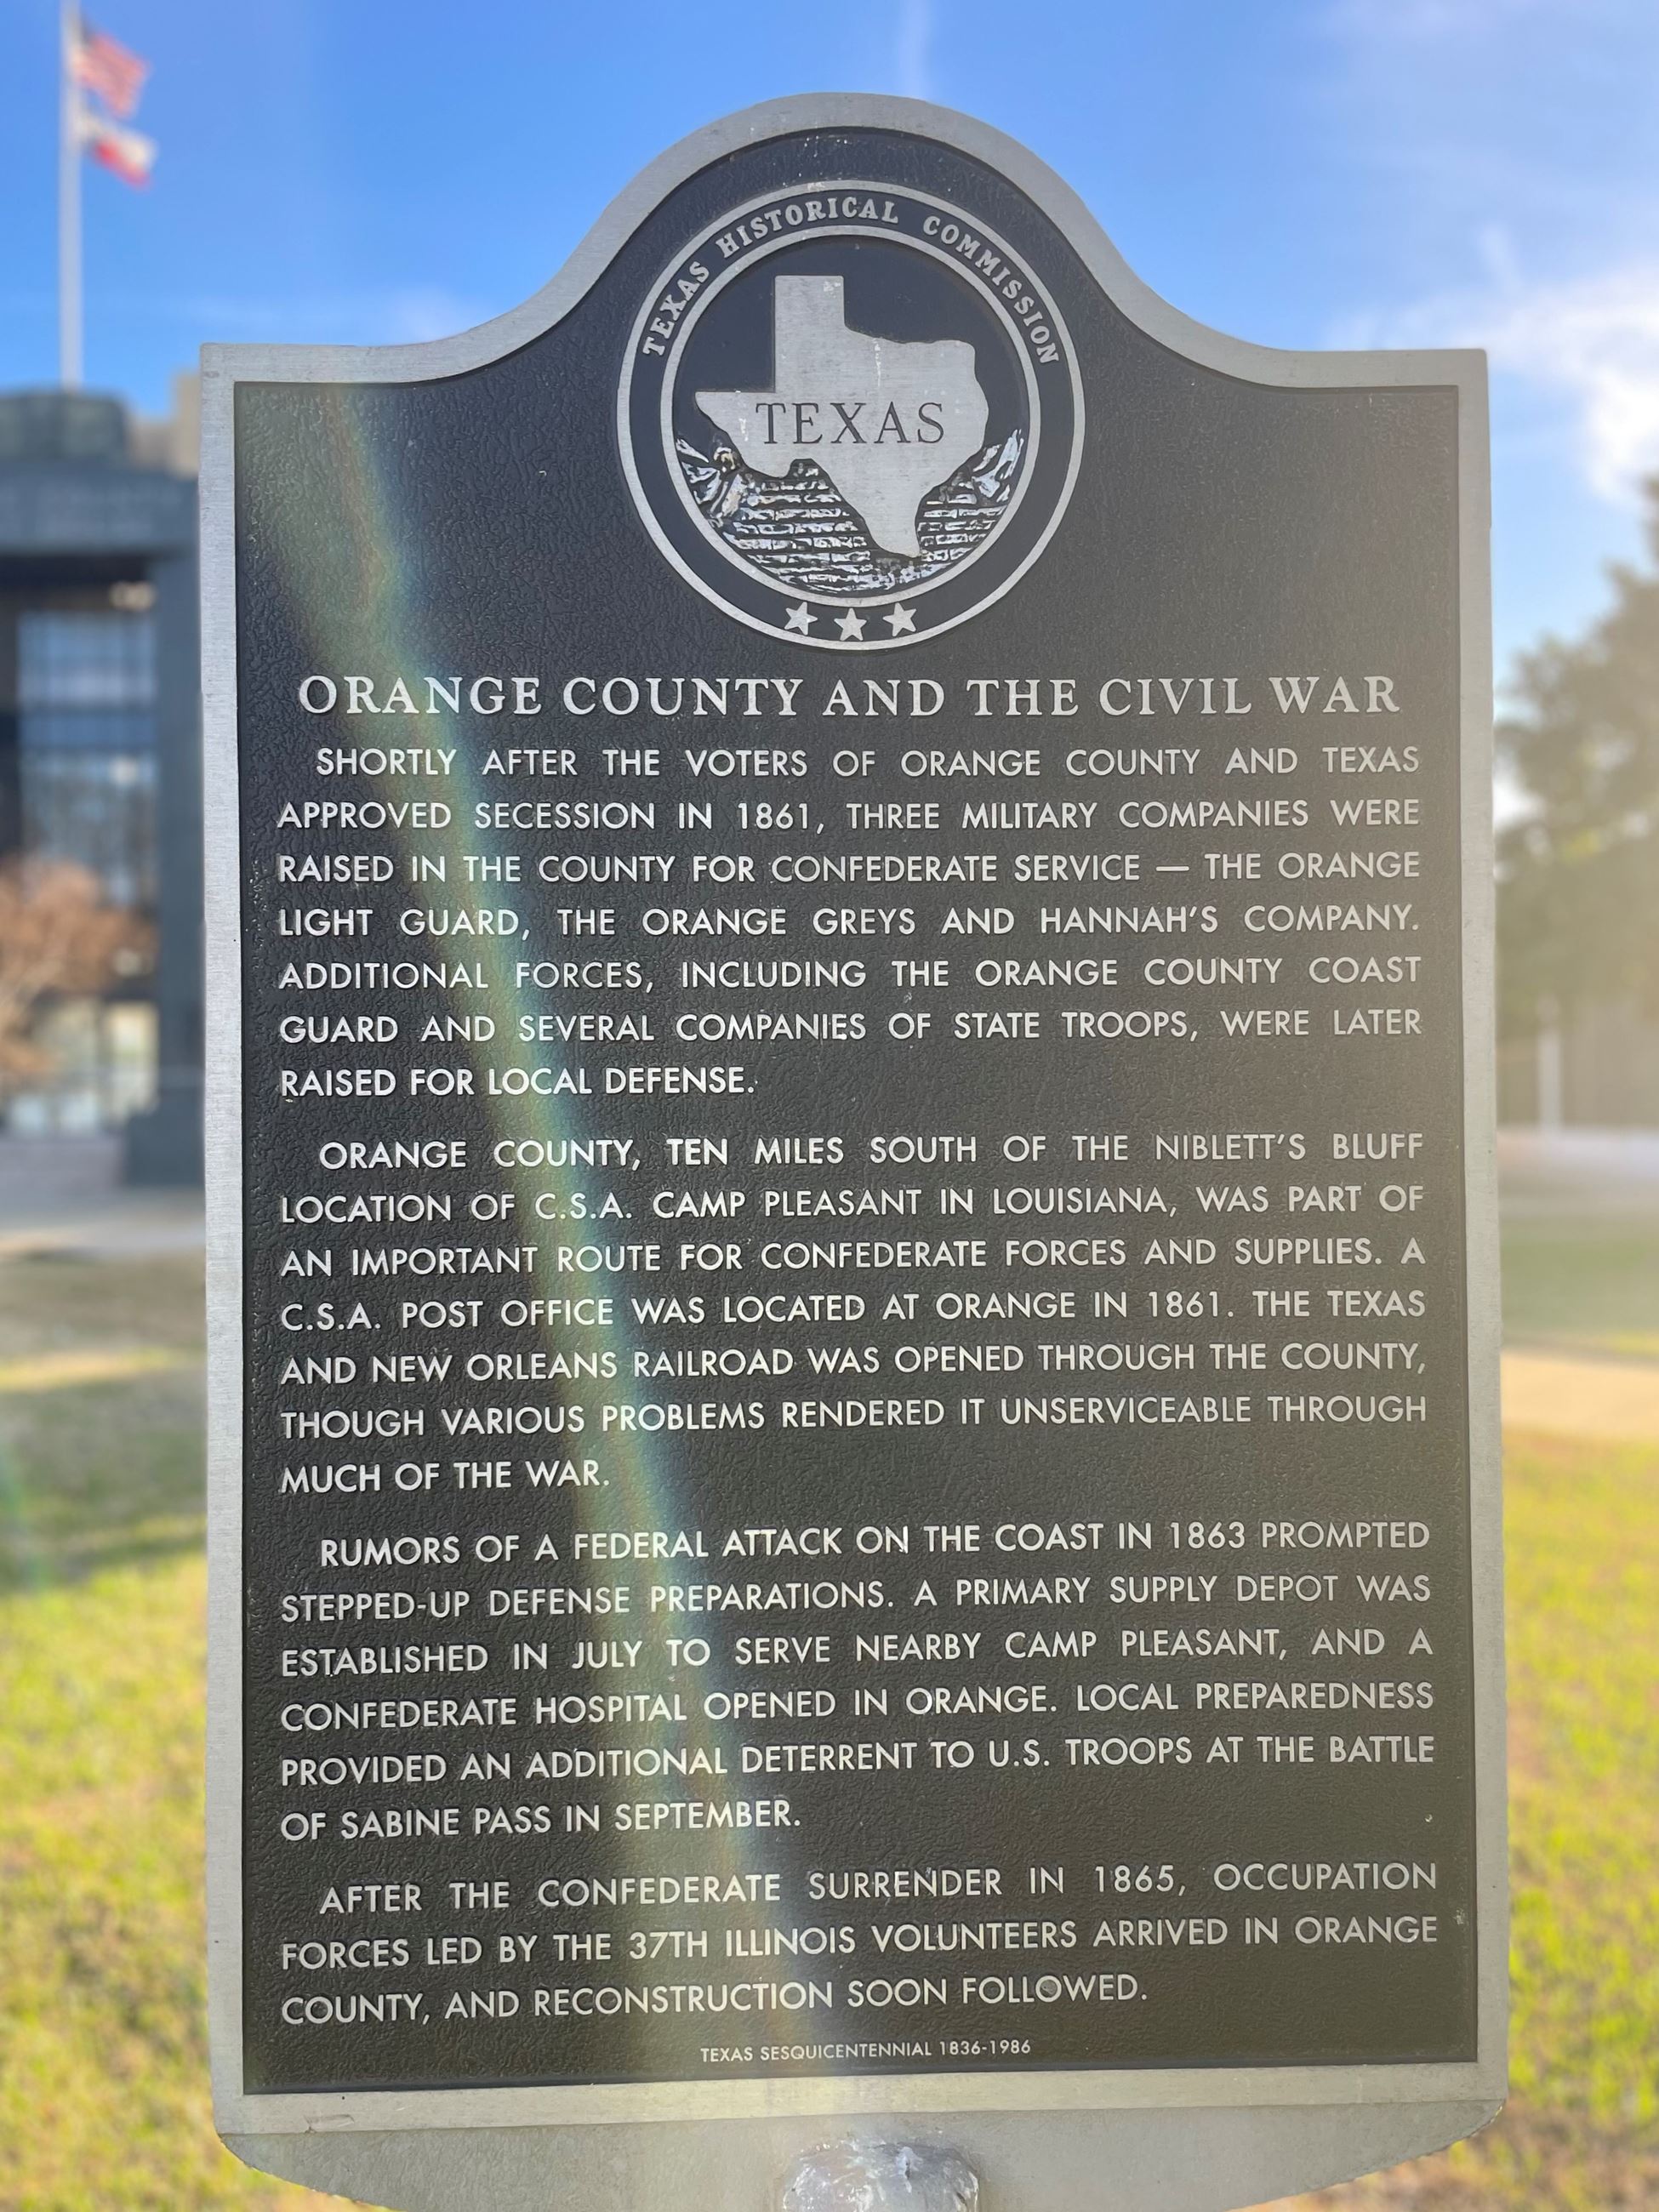 TEXAS HISTORICAL COMMISSION
TEXAS
ORANGE COUNTY AND THE CIVIL WAR
SHORTLY AFTER THE VOTERS OF ORANGE COUNTY AND TEXAS
APPROVED SECESSION IN 1861, THREE MILITARY COMPANIES WERE
RAISED IN THE COUNTY FOR CONFEDERATE SERVICE — THE ORANGE
LIGHT GUARD, THE ORANGE GREYS AND HANNAH'S COMPANY.
ADDITIONAL FORCES, INCLUDING THE ORANGE COUNTY COAST
GUARD AND SEVERAL COMPANIES OF STATE TROOPS, WERE LATER
RAISED FOR LOCAL DEFENSE.
ORANGE COUNTY, TEN MILES SOUTH OF THE NIBLETT'S BLUFF
LOCATION OF C.S.A. CAMP PLEASANT IN LOUISIANA, WAS PART OF
AN IMPORTANT ROUTE FOR CONFEDERATE FORCES AND SUPPLIES. A
C.S.A. POST OFFICE WAS LOCATED AT ORANGE IN 1861. THE TEXAS
AND NEW ORLEANS RAILROAD WAS OPENED THROUGH THE COUNTY,
THOUGH VARIOUS PROBLEMS RENDERED IT UNSERVICEABLE THROUGH
MUCH OF THE WAR.
RUMORS OF A FEDERAL ATTACK ON THE COAST IN 1863 PROMPTED
STEPPED-UP DEFENSE PREPARATIONS. A PRIMARY SUPPLY DEPOT WAS
ESTABLISHED IN JULY TO SERVE NEARBY CAMP PLEASANT, AND A
CONFEDERATE HOSPITAL OPENED IN ORANGE. LOCAL PREPAREDNESS
PROVIDED AN ADDITIONAL DETERRENT TO U.S. TROOPS AT THE BATTLE
OF SABINE PASS IN SEPTEMBER.
AFTER THE CONFEDERATE SURRENDER IN 1865, OCCUPATION
FORCES LED BY THE 37TH ILLINOIS VOLUNTEERS ARRIVED IN ORANGE
COUNTY, AND RECONSTRUCTION SOON FOLLOWED.
TEXAS SESQUICENTENNIAL 1836-1986